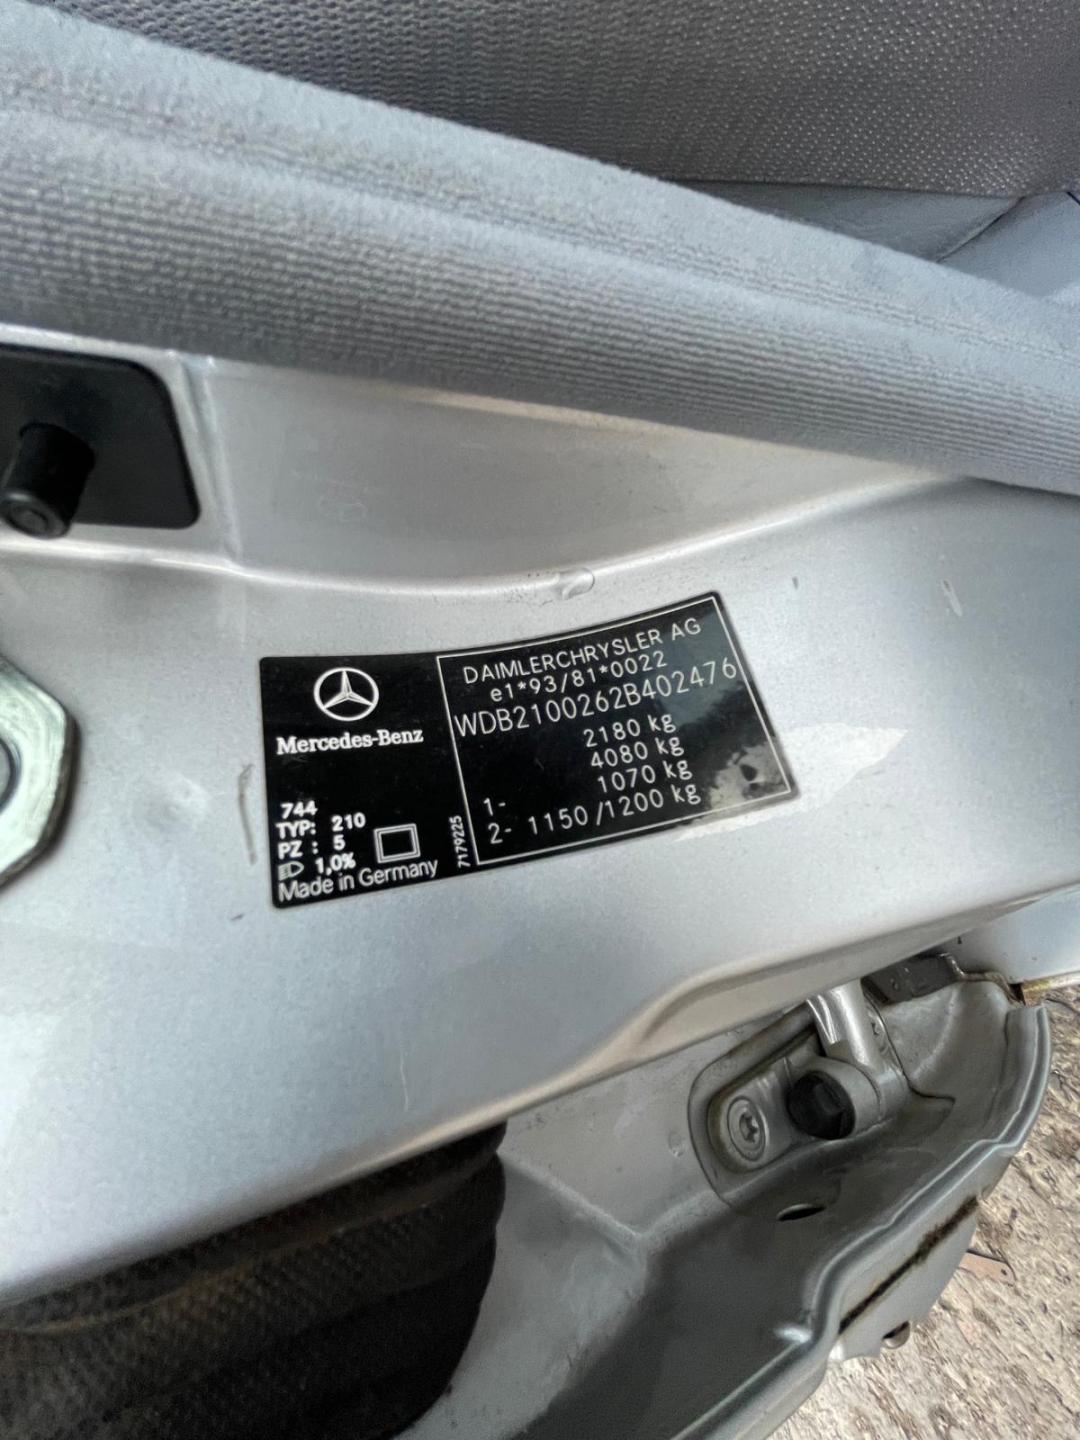 Mercedes-Benz
744
TYP: 210
PZ : 5
1,0%
Made in Germany
7179225
DAIMLERCHRYSLER AG
e1*93/81*0022
WDB2100262B402476
2180 kg
4080 kg
1- 1070 kg
2- 1150/1200 kg